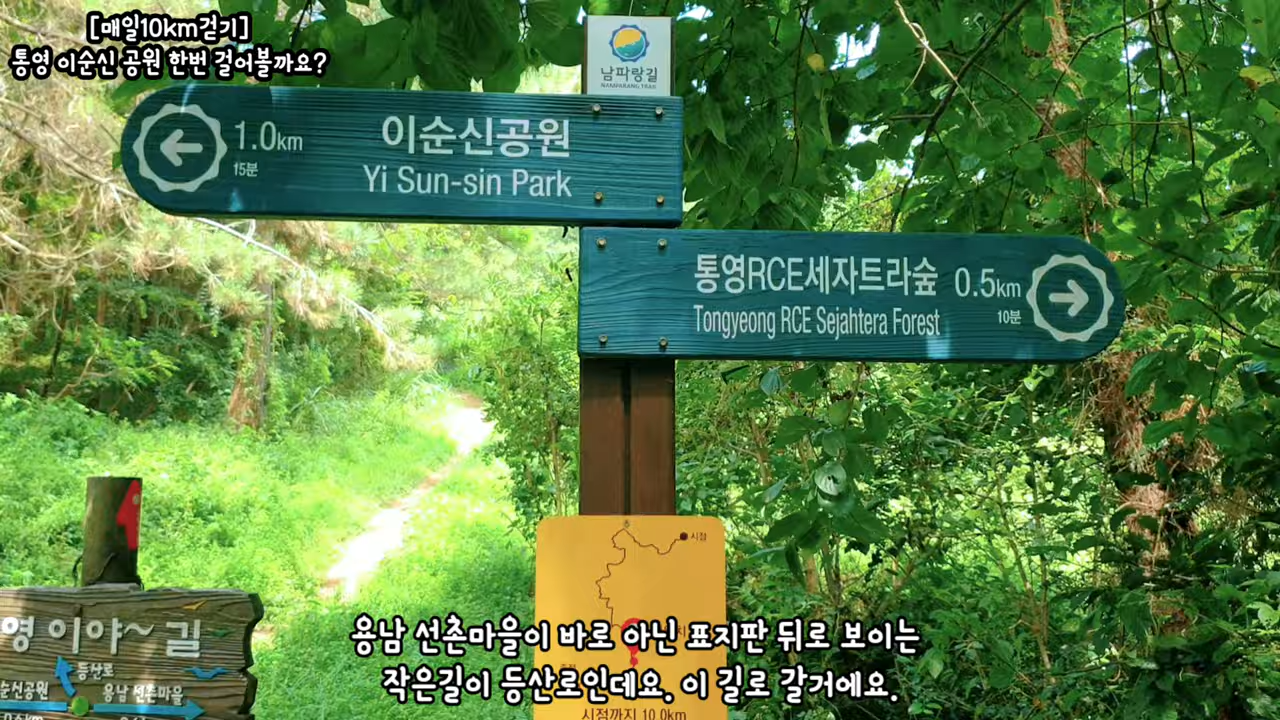 [매일10km걷기]
통영 이순신 공원 한번 걸어볼까요?
남파랑길
NAMPARANG TRAIL
1.0km
15분
이순신공원
Yi Sun-sin Park
통영RCE세자트라숲
Tongyeong RCE Sejahtera Forest
0.5km
10분
시점
영 이야~ 길
등산로
순신공원
용남 선촌마을
용남 선촌마을이 바로 아닌 표지판 뒤로 보이는
작은길이 등산로인데요. 이 길로 갈거에요.
시점까지 10.0km